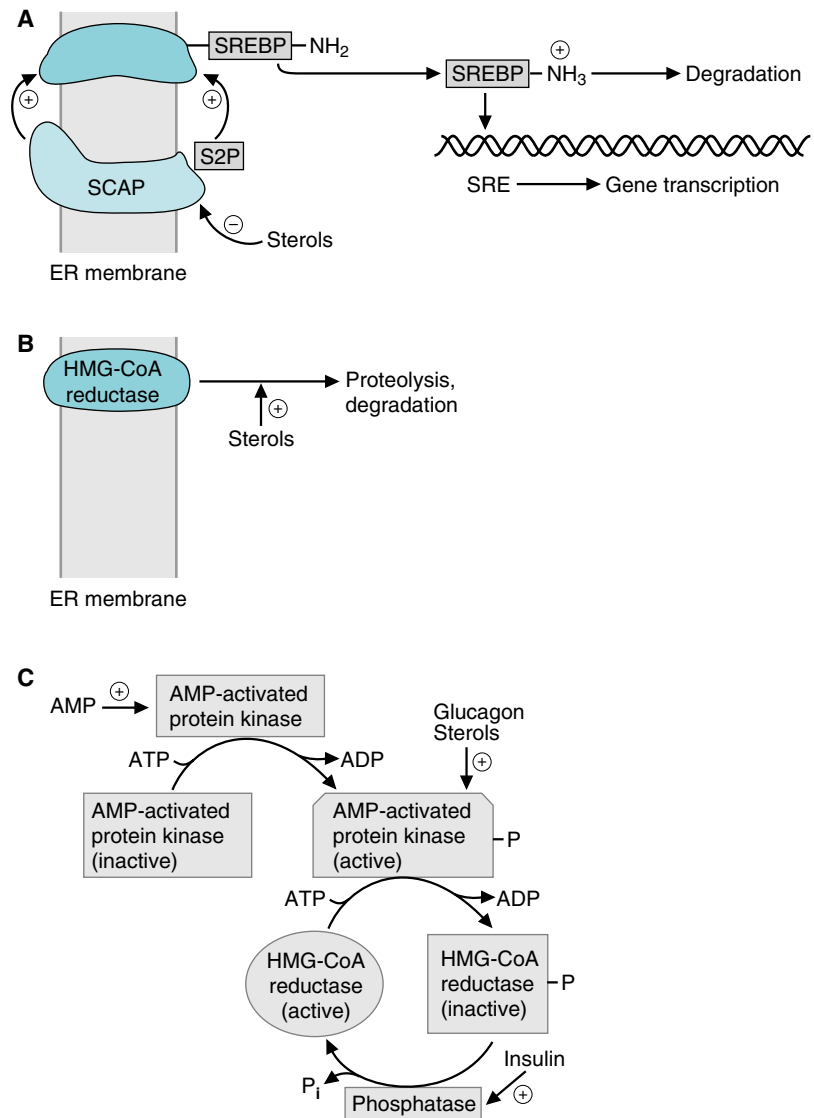 A
SREBP NH2
SREBP NH3 + Degradation
+
+
S2P
SCAP
SRE Gene transcription
−
Sterols
ER membrane
B
HMG-CoA
reductase
Proteolysis,
degradation
+
Sterols
ER membrane
C
AMP +
AMP-activated
protein kinase
Glucagon
Sterols
+
ATP ADP
AMP-activated
protein kinase
(inactive)
AMP-activated
protein kinase
(active)
P
ATP ADP
HMG-CoA
reductase
(active)
HMG-CoA
reductase
(inactive)
P
Insulin
+
Pi
Phosphatase